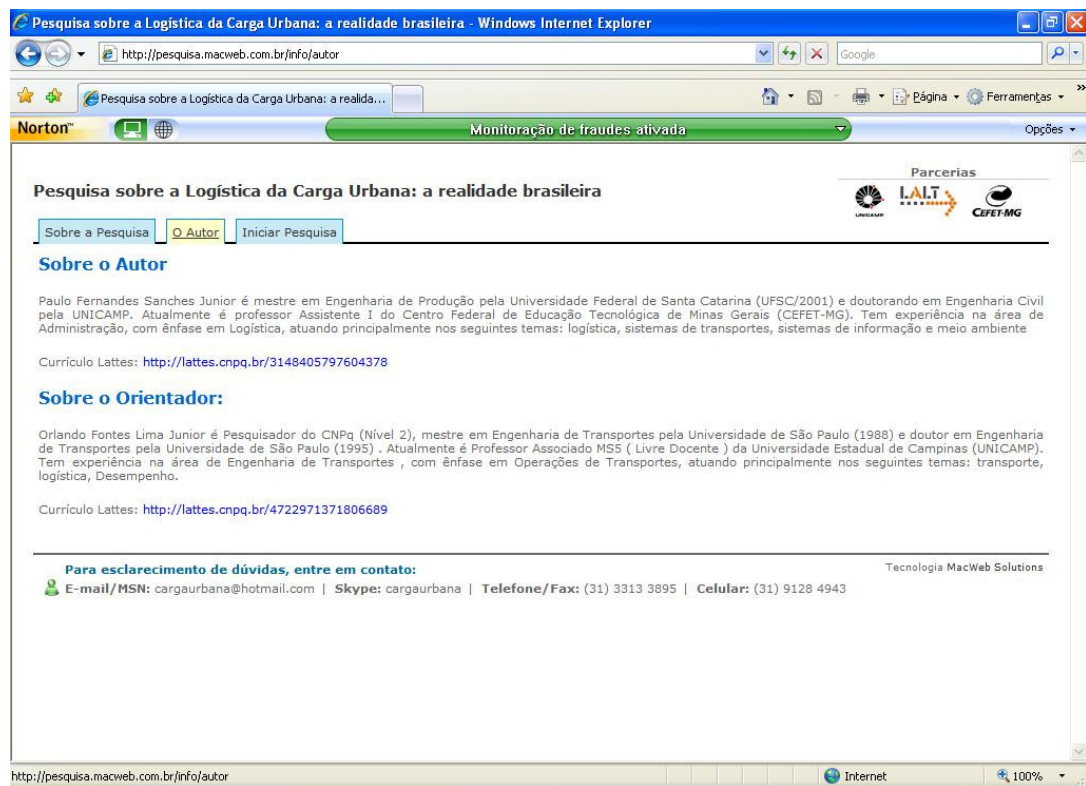 Pesquisa sobre a Logística da Carga Urbana: a realidade brasileira - Windows Internet Explorer
http://pesquisa.macweb.com.br/info/autor
Google
Pesquisa sobre a Logística da Carga Urbana: a realida...
Página
Ferramentas
Norton™
Monitoração de fraudes ativada
Opções
Parcerias
Pesquisa sobre a Logística da Carga Urbana: a realidade brasileira
UNICAMP
LALT
CEFET-MG
Sobre a Pesquisa
O Autor
Iniciar Pesquisa
Sobre o Autor
Paulo Fernandes Sanches Junior é mestre em Engenharia de Produção pela Universidade Federal de Santa Catarina (UFSC/2001) e doutorando em Engenharia Civil
pela UNICAMP. Atualmente é professor Assistente I do Centro Federal de Educação Tecnológica de Minas Gerais (CEFET-MG). Tem experiência na área de
Administração, com ênfase em Logística, atuando principalmente nos seguintes temas: logística, sistemas de transportes, sistemas de informação e meio ambiente
Currículo Lattes: http://lattes.cnpq.br/3148405797604378
Sobre o Orientador:
Orlando Fontes Lima Junior é Pesquisador do CNPq (Nível 2), mestre em Engenharia de Transportes pela Universidade de São Paulo (1988) e doutor em Engenharia
de Transportes pela Universidade de São Paulo (1995) . Atualmente é Professor Associado MS5 ( Livre Docente ) da Universidade Estadual de Campinas (UNICAMP).
Tem experiência na área de Engenharia de Transportes , com ênfase em Operações de Transportes, atuando principalmente nos seguintes temas: transporte,
logística, Desempenho.
Currículo Lattes: http://lattes.cnpq.br/4722971371806689
Para esclarecimento de dúvidas, entre em contato:
Tecnologia MacWeb Solutions
E-mail/MSN: cargaurbana@hotmail.com | Skype: cargaurbana | Telefone/Fax: (31) 3313 3895 | Celular: (31) 9128 4943
http://pesquisa.macweb.com.br/info/autor
Internet
100%